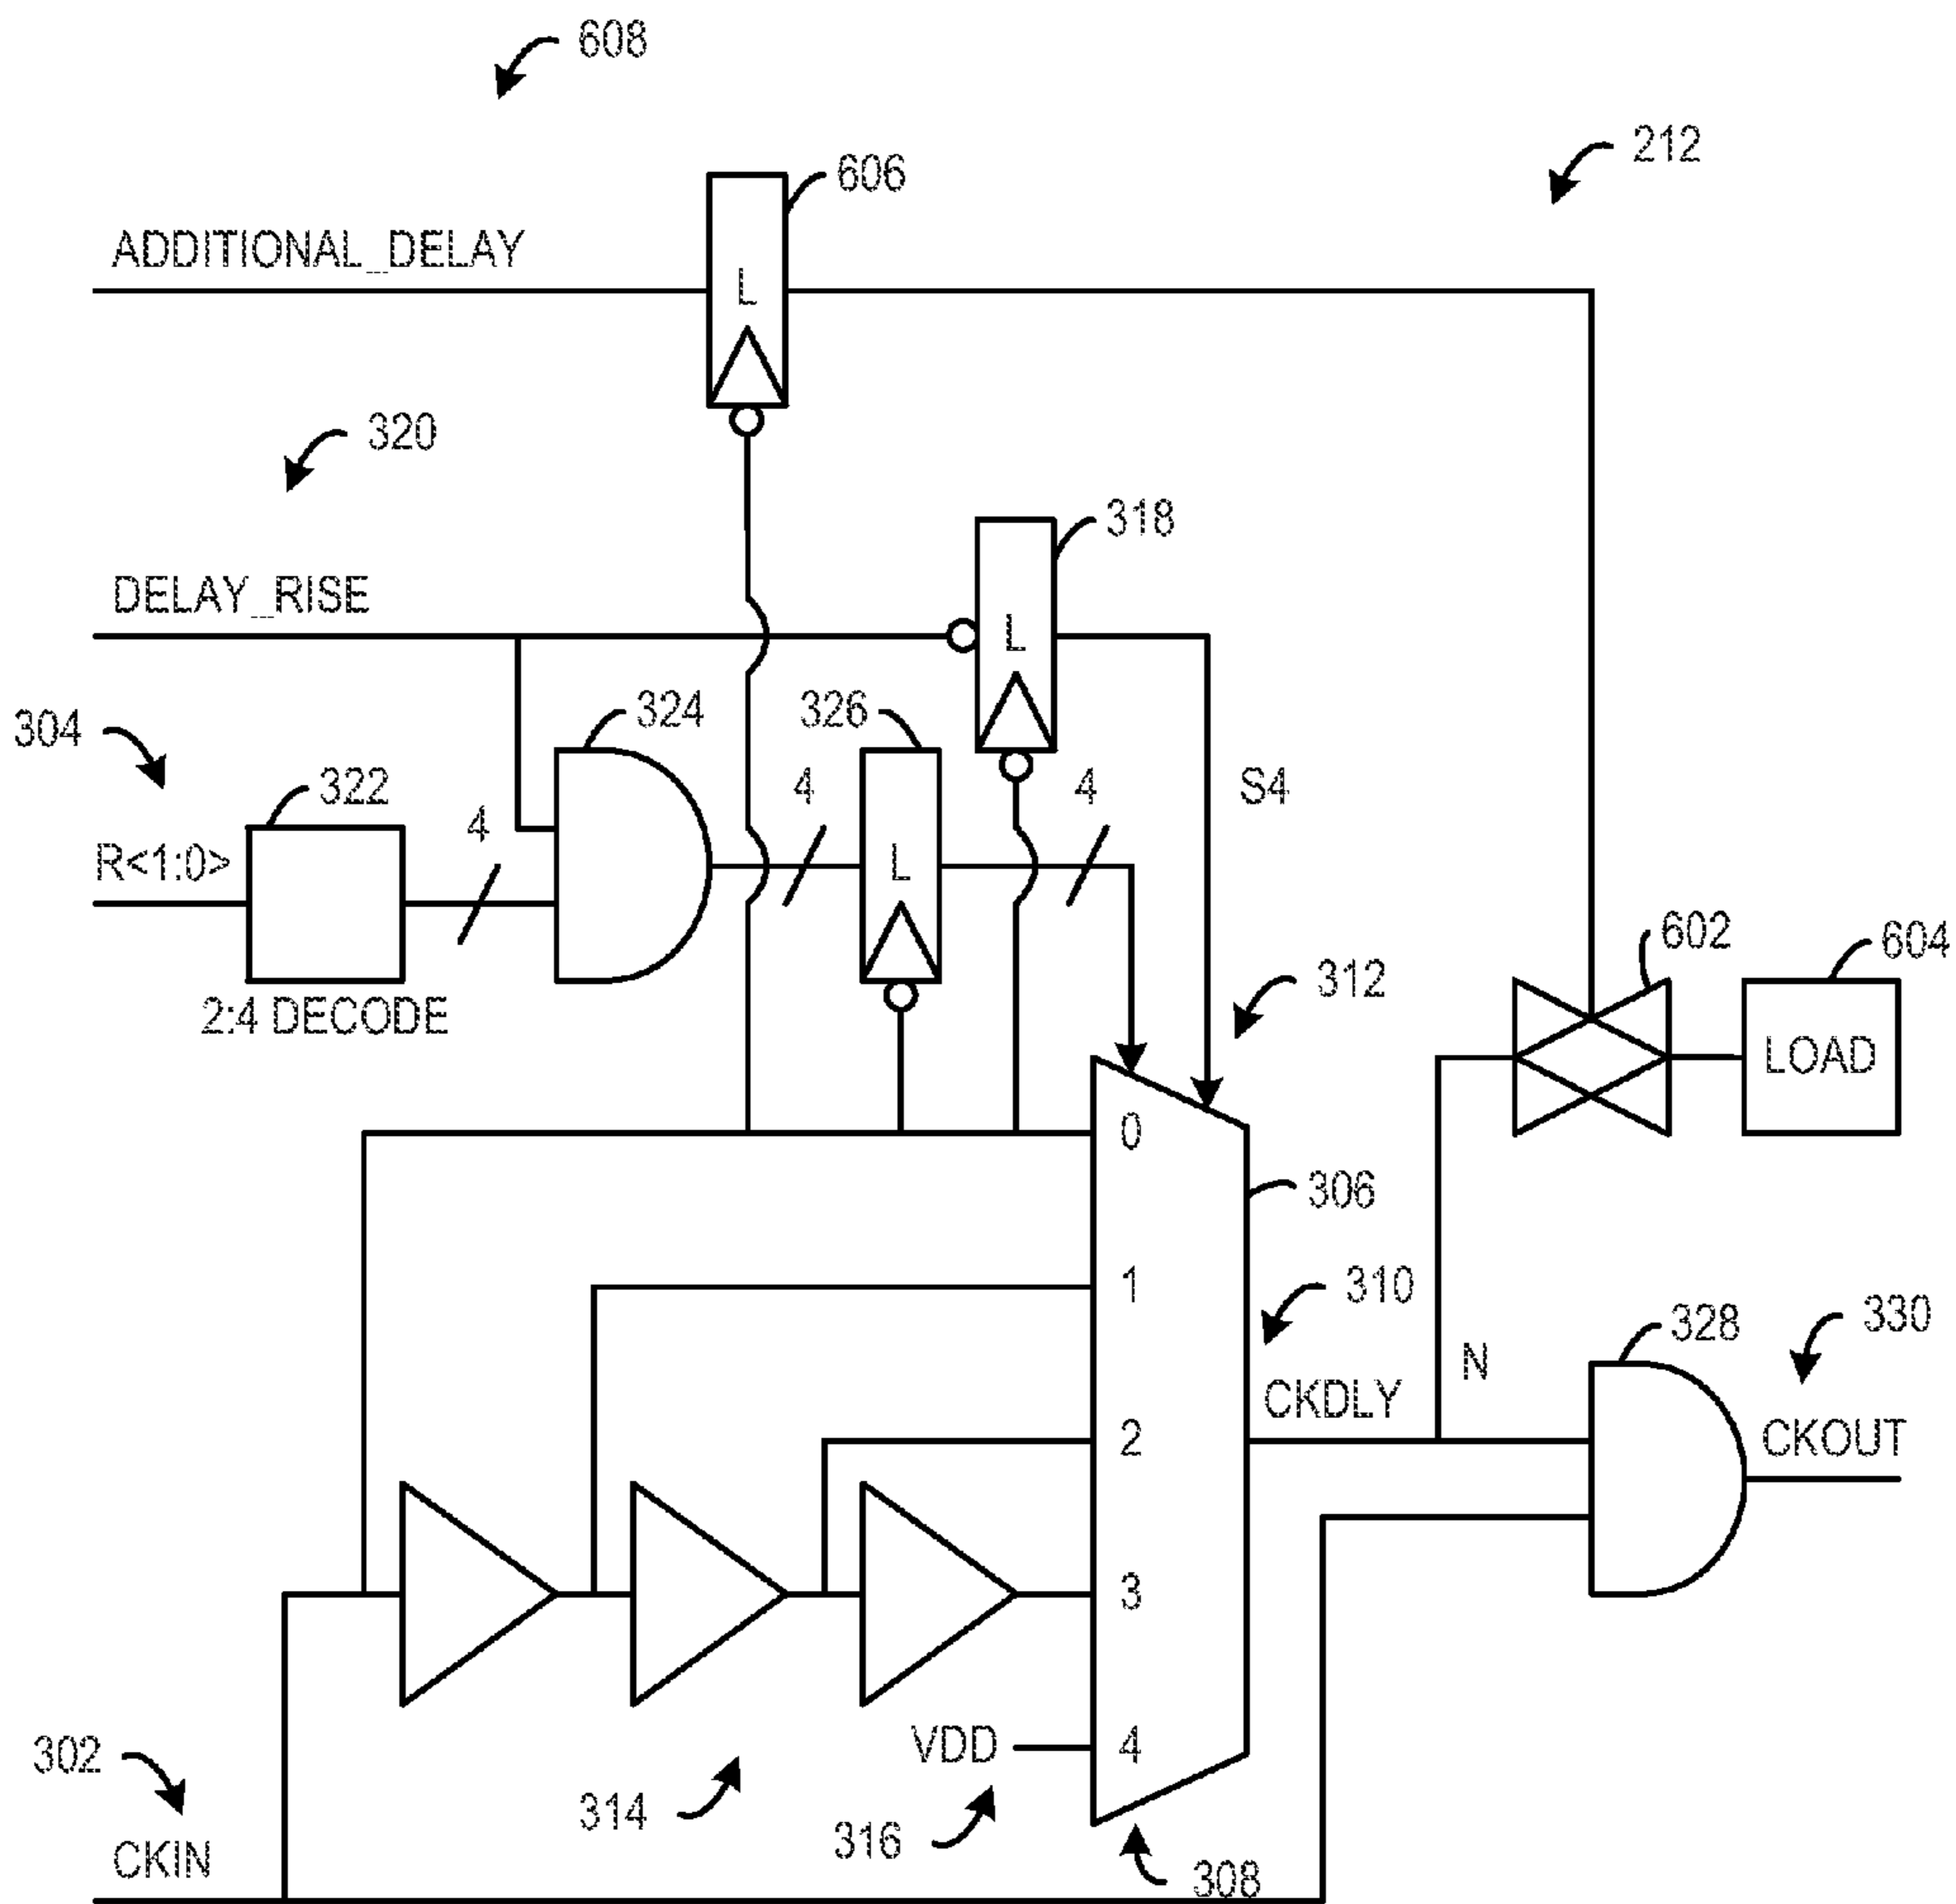 608
212
606
ADDITIONAL_DELAY
L
320
318
DELAY_RISE
L
304
324
326
322
4
4
4
S4
R<1:0>
L
2:4 DECODE
602
604
312
LOAD
0
306
1
310
328
330
N
CKDLY
2
CKOUT
3
302
VDD
4
314
316
CKIN
308